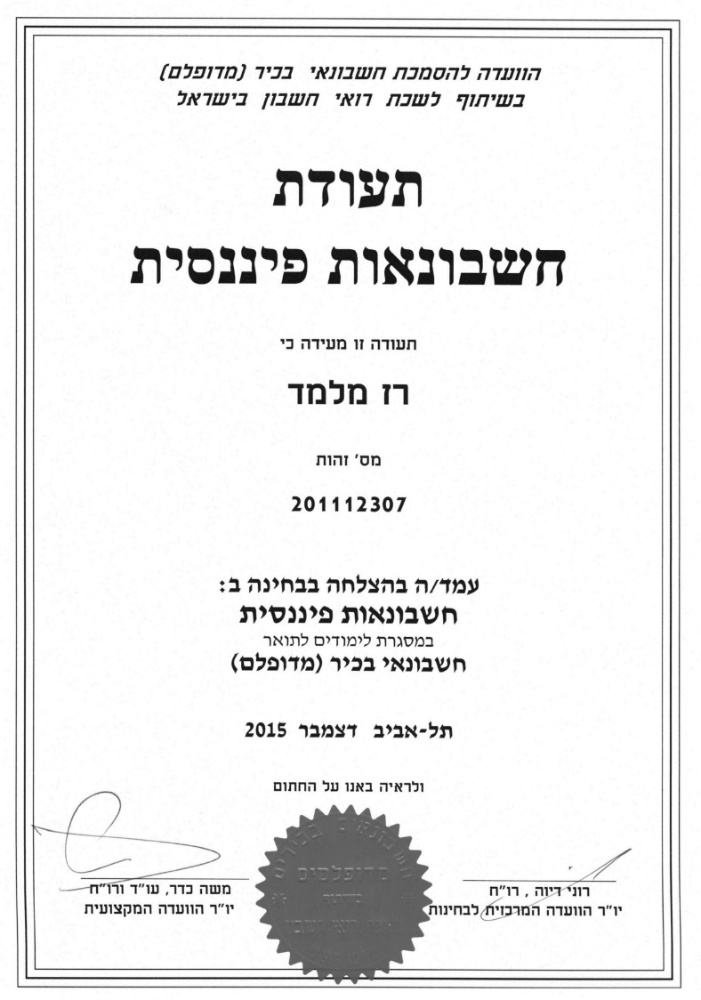 הוועדה להסמכת חשבונאי בכיר (מדופלם)
בשיתוף לשכת רואי חשבון בישראל
תעודת
חשבונאות פיננסית
תעודה זו מעידה כי
רז מלמד
מס' זהות
201112307
עמד/ה בהצלחה בבחינה ב:
חשבונאות פיננסית
במסגרת לימודים לתואר
חשבונאי בכיר (מדופלם)
תל-אביב דצמבר 2015
ולראיה באנו על החתום
רוני דיוה , רו"ח
יו"ר הוועדה המרכזית לבחינות
משה כדר, עו"ד ורו"ח
יו"ר הוועדה המקצועית
מדופלמים
בשיתוף